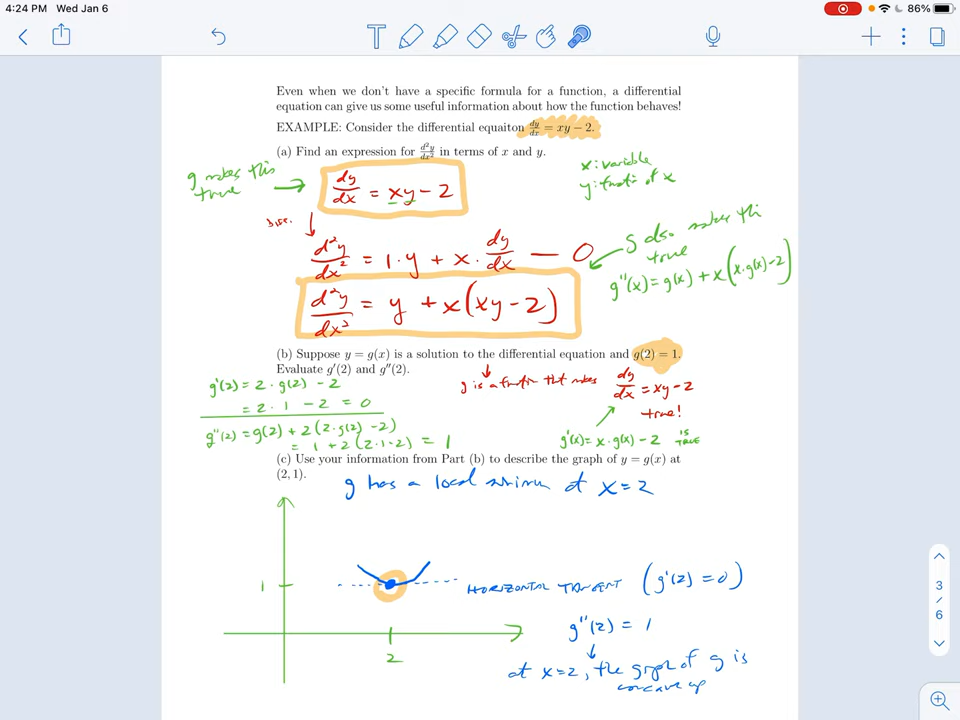 4:24 PM Wed Jan 6
86%
Even when we don't have a specific formula for a function, a differential
equation can give us some useful information about how the function behaves!
EXAMPLE: Consider the differential equaiton dy/dx = xy − 2.
(a) Find an expression for d²y/dx² in terms of x and y.
g makes this
true
dy/dx = xy − 2
x: variable
y: function of x
d²y/dx² = 1·y + x·dy/dx — 0
g also makes this
true
g''(x) = g(x) + x(x·g(x)−2)
d²y/dx² = y + x(xy−2)
(b) Suppose y = g(x) is a solution to the differential equation and g(2) = 1.
Evaluate g′(2) and g′′(2).
g is a function that makes
dy/dx = xy − 2
true!
g'(x) = x·g(x) − 2 is TRUE
g'(2) = 2·g(2) − 2
= 2·1 − 2 = 0
g''(2) = g(2) + 2(2·g(2) − 2)
= 1 + 2(2·1−2) = 1
(c) Use your information from Part (b) to describe the graph of y = g(x) at
(2, 1).
g has a local minimum at x = 2
1
2
HORIZONTAL TANGENT (g'(2) = 0)
g''(2) = 1
at x=2, the graph of g is
concave up
3
/
6